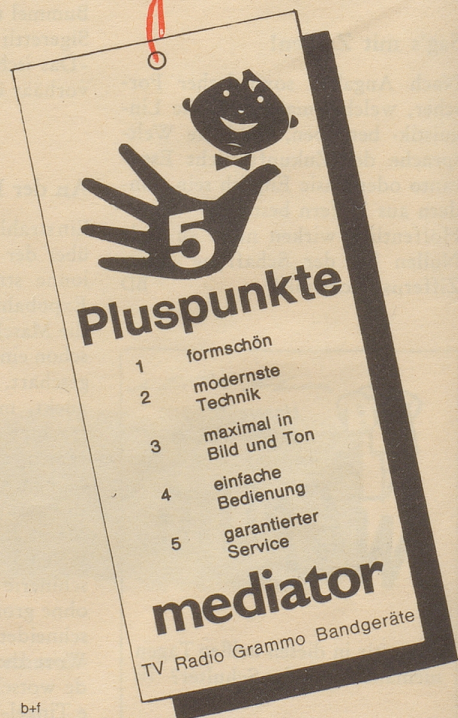 5
Pluspunkte
1 formschön
2 modernste
Technik
3 maximal in
Bild und Ton
4 einfache
Bedienung
5 garantierter
Service
mediator
TV Radio Grammo Bandgeräte
b+f